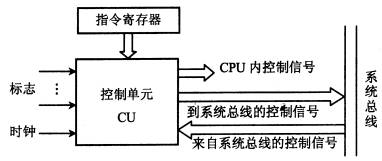 指令寄存器
CPU 内控制信号
标志
⋮
控制单元
CU
到系统总线的控制信号
时钟
来自系统总线的控制信号
系统总线